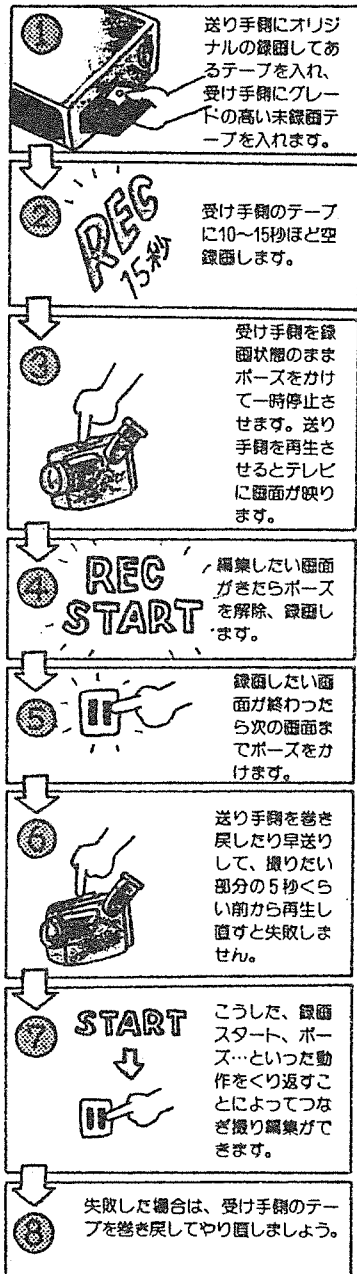 ①
送り手側にオリジ
ナルの録画してあ
るテープを入れ、
受け手側にグレー
ドの高い未録画テ
ープを入れます。
②
REC
15秒
受け手側のテープ
に10〜15秒ほど空
録画します。
③
受け手側を録
画状態のまま
ポーズをかけ
て一時停止さ
せます。送り
手側を再生さ
せるとテレビ
に画面が映り
ます。
④
REC
START
編集したい画面
がきたらポーズ
を解除、録画し
ます。
⑤
録画したい画
面が終わった
ら次の画面ま
でポーズをか
けます。
⑥
送り手側を巻き
戻したり早送り
して、撮りたい
部分の5秒くら
い前から再生し
直すと失敗しま
せん。
⑦
START
こうした、録画
スタート、ポー
ズ…といった動
作をくり返すこ
とによってつな
ぎ撮り編集がで
きます。
⑧
失敗した場合は、受け手側のテー
プを巻き戻してやり直しましょう。